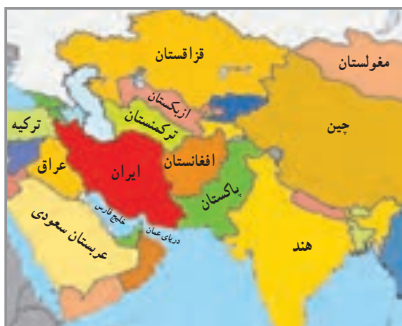 قزاقستان
مغولستان
ازبکستان
ترکمنستان
ترکیه
چین
ایران
افغانستان
عراق
پاکستان
خلیج فارس
دریای عمان
عربستان سعودی
هند